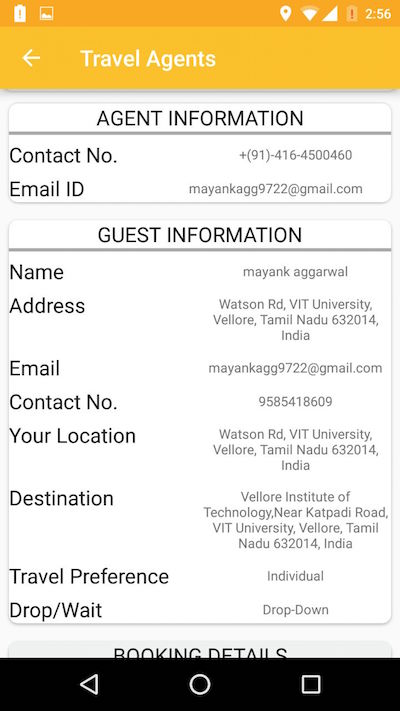 2:56
Travel Agents
AGENT INFORMATION
Contact No. +(91)-416-4500460
Email ID mayankagg9722@gmail.com
GUEST INFORMATION
Name mayank aggarwal
Address Watson Rd, VIT University,
Vellore, Tamil Nadu 632014,
India
Email mayankagg9722@gmail.com
Contact No. 9585418609
Your Location Watson Rd, VIT University,
Vellore, Tamil Nadu 632014,
India
Destination Vellore Institute of
Technology,Near Katpadi Road,
VIT University, Vellore, Tamil
Nadu 632014, India
Travel Preference Individual
Drop/Wait Drop-Down
BOOKING DETAILS